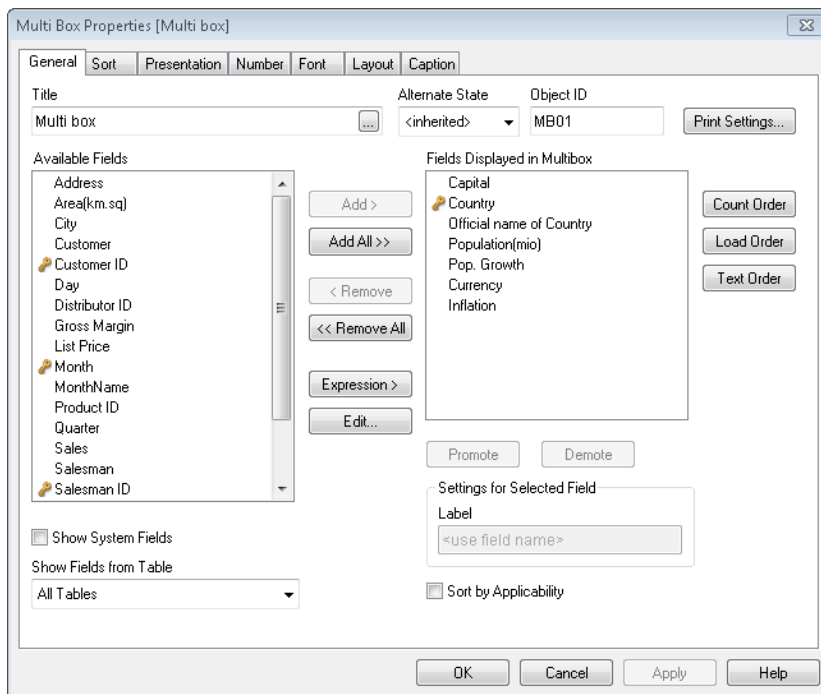 Multi Box Properties [Multi box]
General Sort Presentation Number Font Layout Caption
Title
Multi box
...
Alternate State
<inherited>
Object ID
MB01
Print Settings...
Available Fields
Address
Area(km.sq)
City
Customer
Customer ID
Day
Distributor ID
Gross Margin
List Price
Month
MonthName
Product ID
Quarter
Sales
Salesman
Salesman ID
Add >
Add All >>
< Remove
<< Remove All
Expression >
Edit...
Fields Displayed in Multibox
Capital
Country
Official name of Country
Population(mio)
Pop. Growth
Currency
Inflation
Count Order
Load Order
Text Order
Promote
Demote
Settings for Selected Field
Label
<use field name>
Show System Fields
Show Fields from Table
All Tables
Sort by Applicability
OK
Cancel
Apply
Help